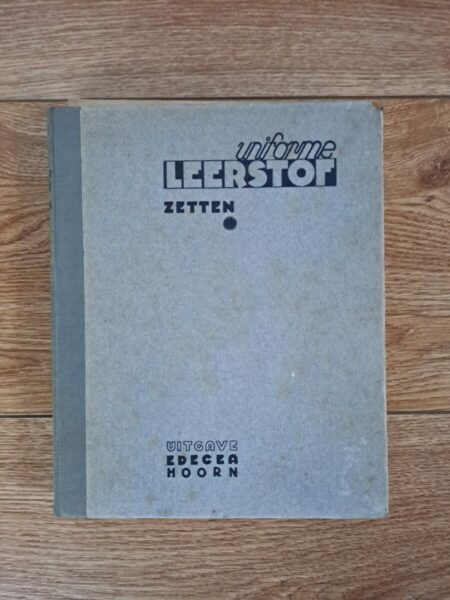 uniforme
LEERSTOF
ZETTEN
UITGAVE
EDECEA
HOORN